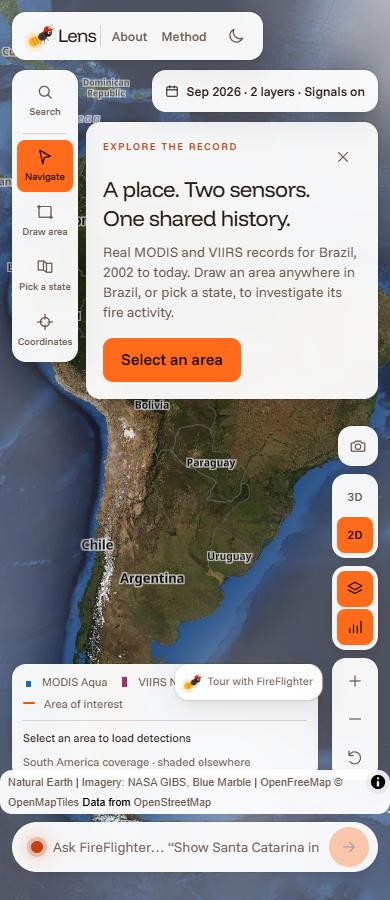 Lens
About
Method
Search
Dominican
Republic
Sep 2026 · 2 layers · Signals on
Navigate
Draw area
Pick a state
Coordinates
EXPLORE THE RECORD
A place. Two sensors.
One shared history.
Real MODIS and VIIRS records for Brazil,
2002 to today. Draw an area anywhere in
Brazil, or pick a state, to investigate its
fire activity.
Select an area
Bolivia
Paraguay
Chile
Uruguay
Argentina
3D
2D
MODIS Aqua
VIIRS
Tour with FireFlighter
Area of interest
Select an area to load detections
South America coverage · shaded elsewhere
Natural Earth | Imagery: NASA GIBS, Blue Marble | OpenFreeMap ©
OpenMapTiles Data from OpenStreetMap
Ask FireFlighter… “Show Santa Catarina in